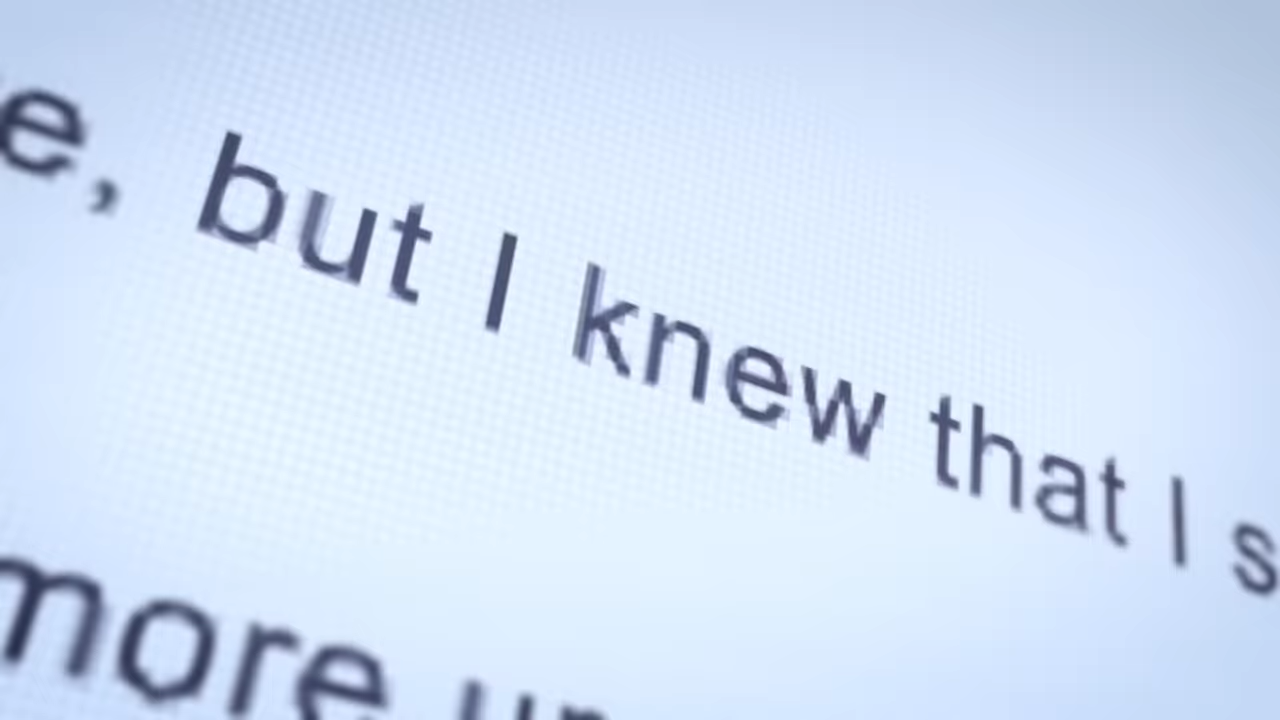 e, but I knew that I s
more